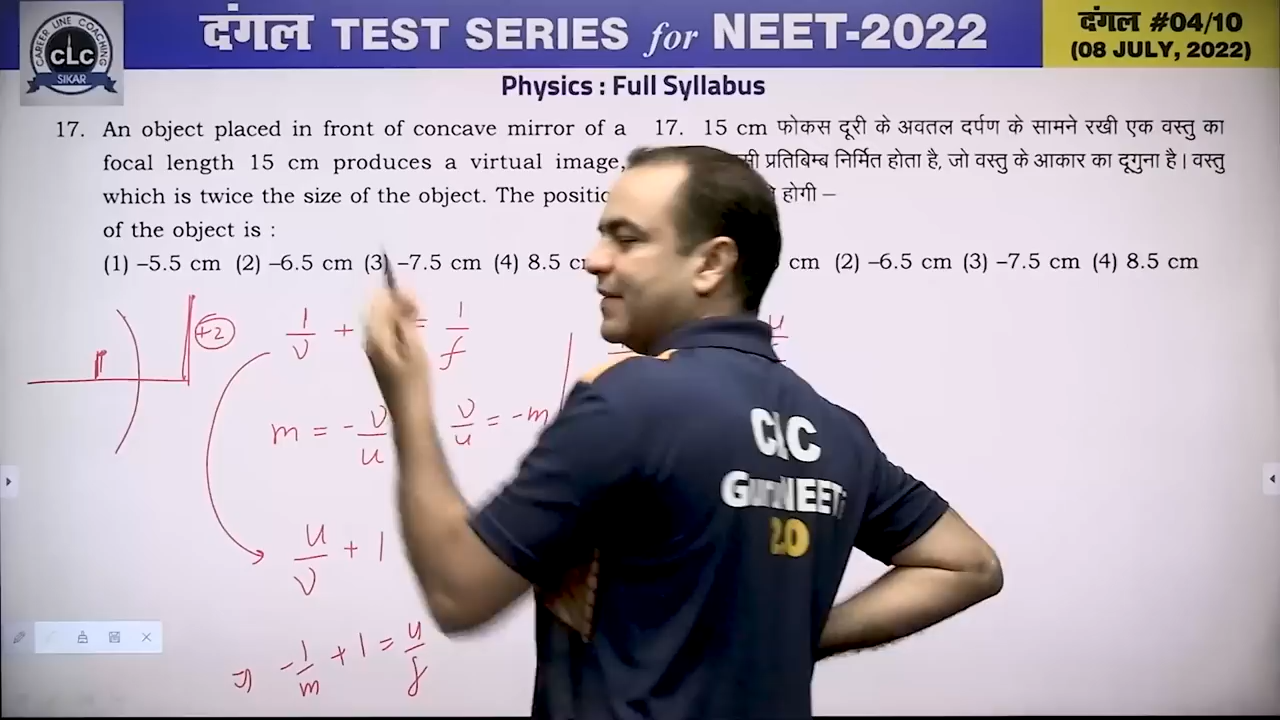 CAREER LINE COACHING
CLC
SIKAR
दंगल TEST SERIES for NEET-2022
दंगल #04/10
(08 JULY, 2022)
Physics : Full Syllabus
17. An object placed in front of concave mirror of a
focal length 15 cm produces a virtual image,
which is twice the size of the object. The
of the object is :
(1) –5.5 cm (2) –6.5 cm (3) –7.5 cm (4) 8.5
17. 15 cm फोकस दूरी के अवतल दर्पण के सामने रखी एक वस्तु का
प्रतिबिम्ब निर्मित होता है, जो वस्तु के आकार का दूगुना है। वस्तु
होगी –
cm (2) –6.5 cm (3) –7.5 cm (4) 8.5 cm
+2
1/v + = 1/f
m = -v/u v/u = -m
u/v + 1
⇒ -1/m + 1 = u/f
CLC
2.0